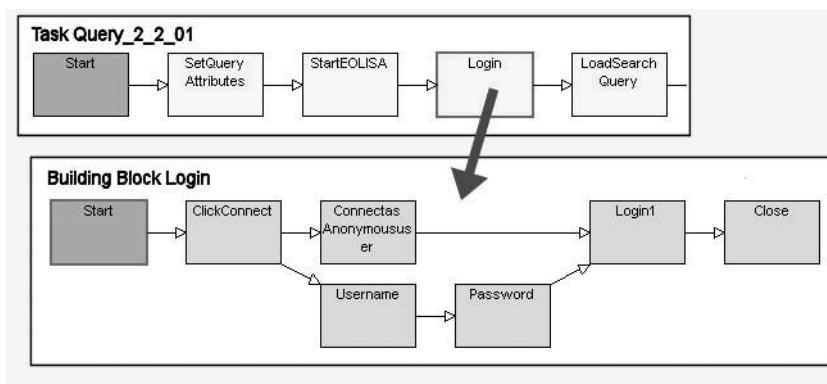 Task Query_2_2_01
Start
SetQuery
Attributes
StartEOLISA
Login
LoadSearch
Query
Building Block Login
Start
ClickConnect
Connectas
Anonymousus
er
Login1
Close
Username
Password